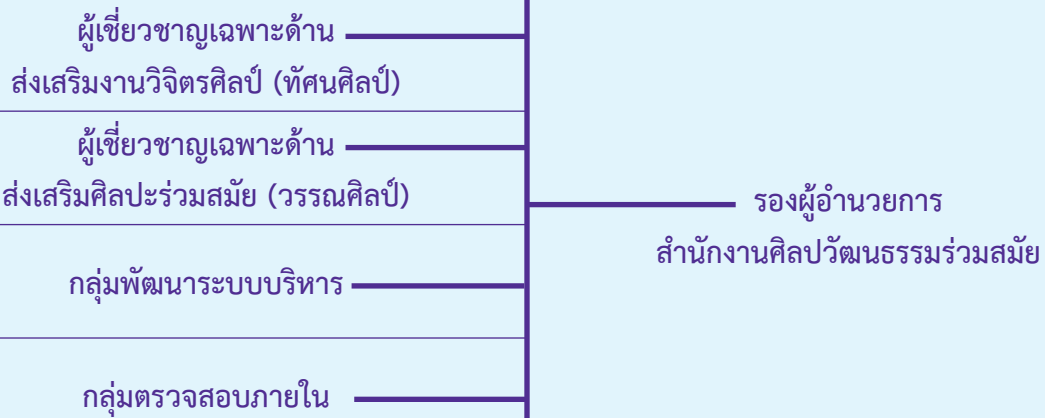 ผู้เชี่ยวชาญเฉพาะด้าน
ส่งเสริมงานวิจิตรศิลป์ (ทัศนศิลป์)
ผู้เชี่ยวชาญเฉพาะด้าน
ส่งเสริมศิลปะร่วมสมัย (วรรณศิลป์)
กลุ่มพัฒนาระบบบริหาร
กลุ่มตรวจสอบภายใน
รองผู้อำนวยการ
สำนักงานศิลปวัฒนธรรมร่วมสมัย